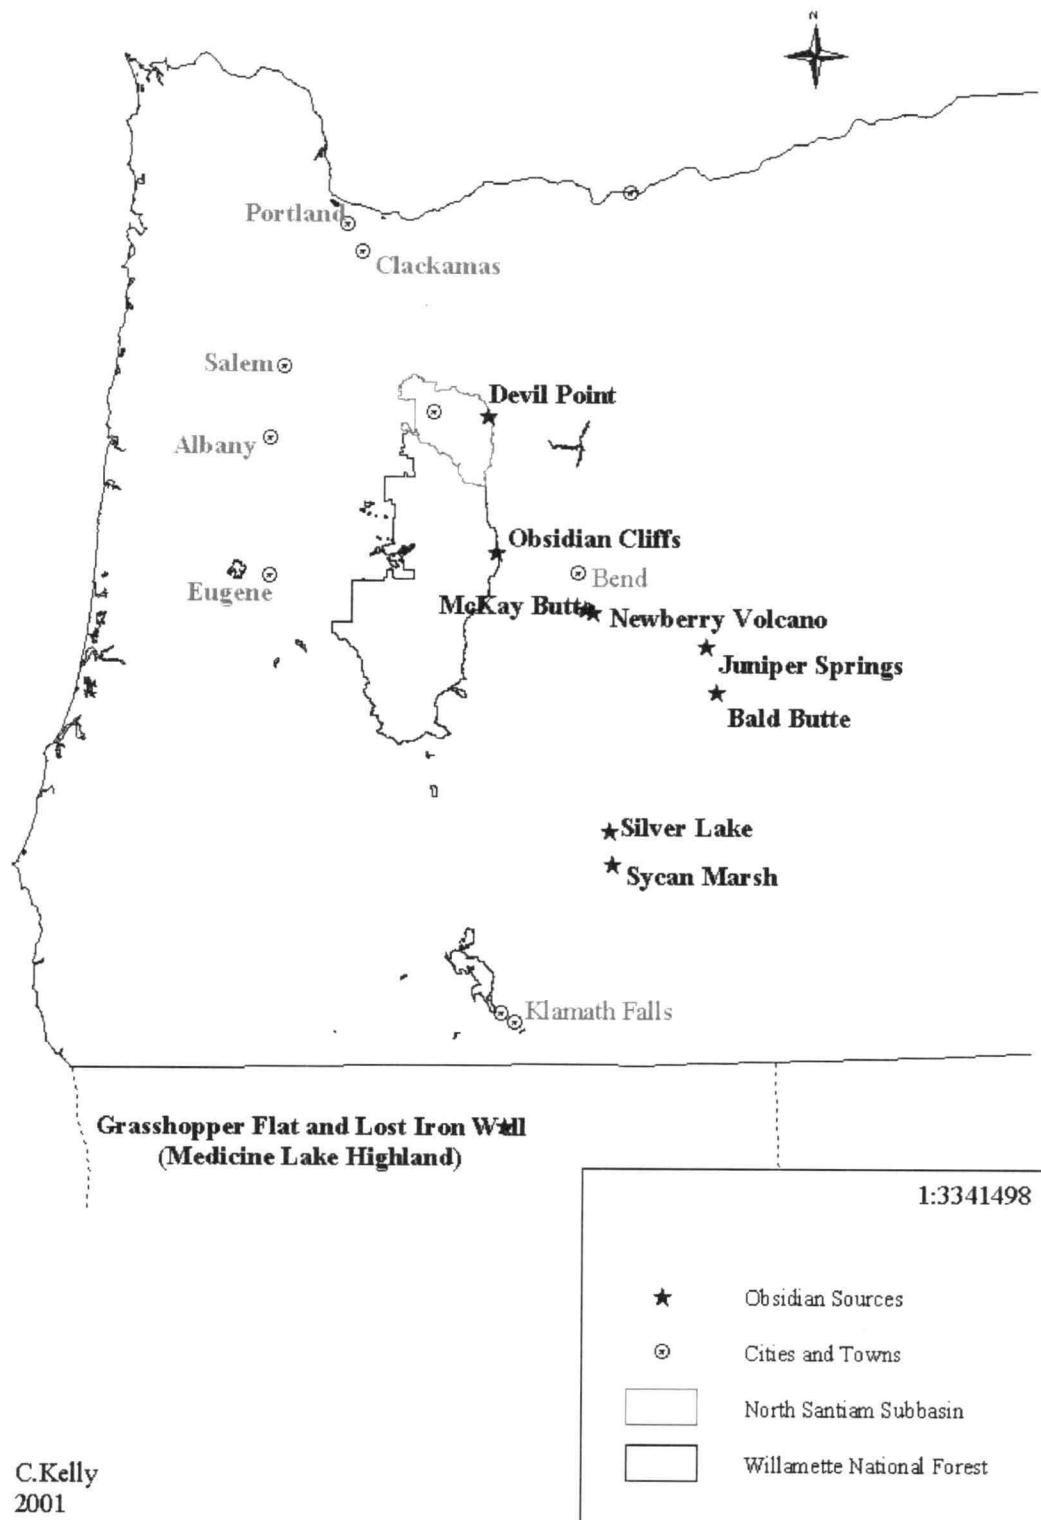 N
Portland
Clackamas
Salem
Devil Point
Albany
Obsidian Cliffs
Bend
Eugene
McKay Butte
Newberry Volcano
Juniper Springs
Bald Butte
Silver Lake
Sycan Marsh
Klamath Falls
Grasshopper Flat and Lost Iron Well
(Medicine Lake Highland)
1:3341498
Obsidian Sources
Cities and Towns
North Santiam Subbasin
Willamette National Forest
C.Kelly
2001